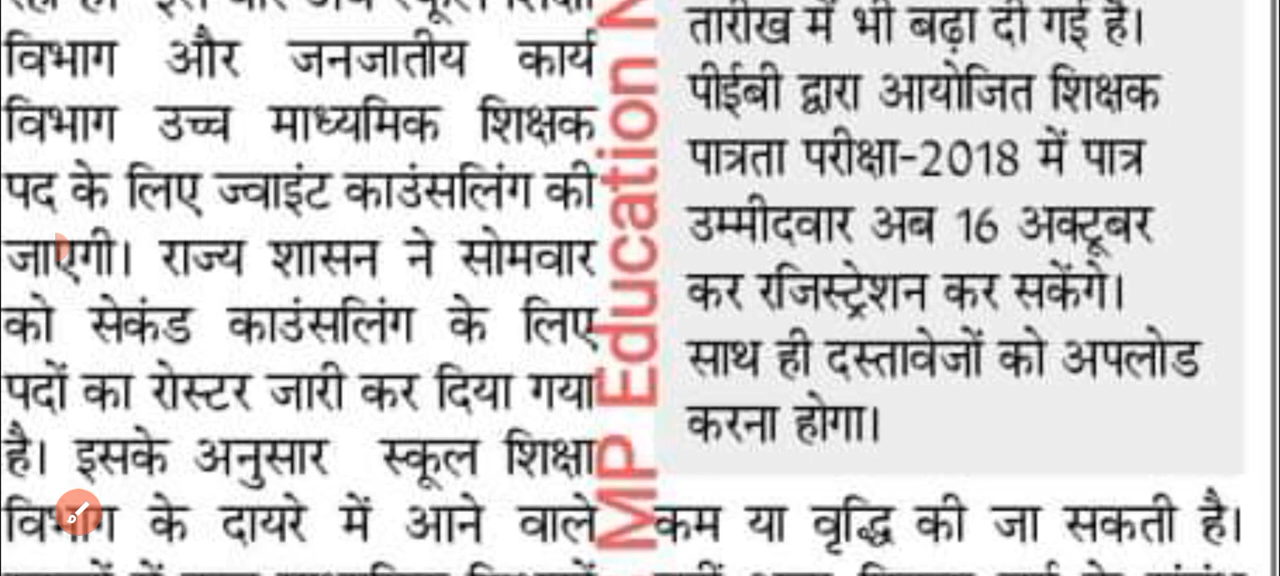 विभाग और जनजातीय कार्य
विभाग उच्च माध्यमिक शिक्षक
पद के लिए ज्वाइंट काउंसलिंग की
जाएगी। राज्य शासन ने सोमवार
को सेकंड काउंसलिंग के लिए
पदों का रोस्टर जारी कर दिया गया
है। इसके अनुसार स्कूल शिक्षा
विभाग के दायरे में आने वाले
MP Education
तारीख में भी बढ़ा दी गई है।
पीईबी द्वारा आयोजित शिक्षक
पात्रता परीक्षा-2018 में पात्र
उम्मीदवार अब 16 अक्टूबर
कर रजिस्ट्रेशन कर सकेंगे।
साथ ही दस्तावेजों को अपलोड
करना होगा।
कम या वृद्धि की जा सकती है।